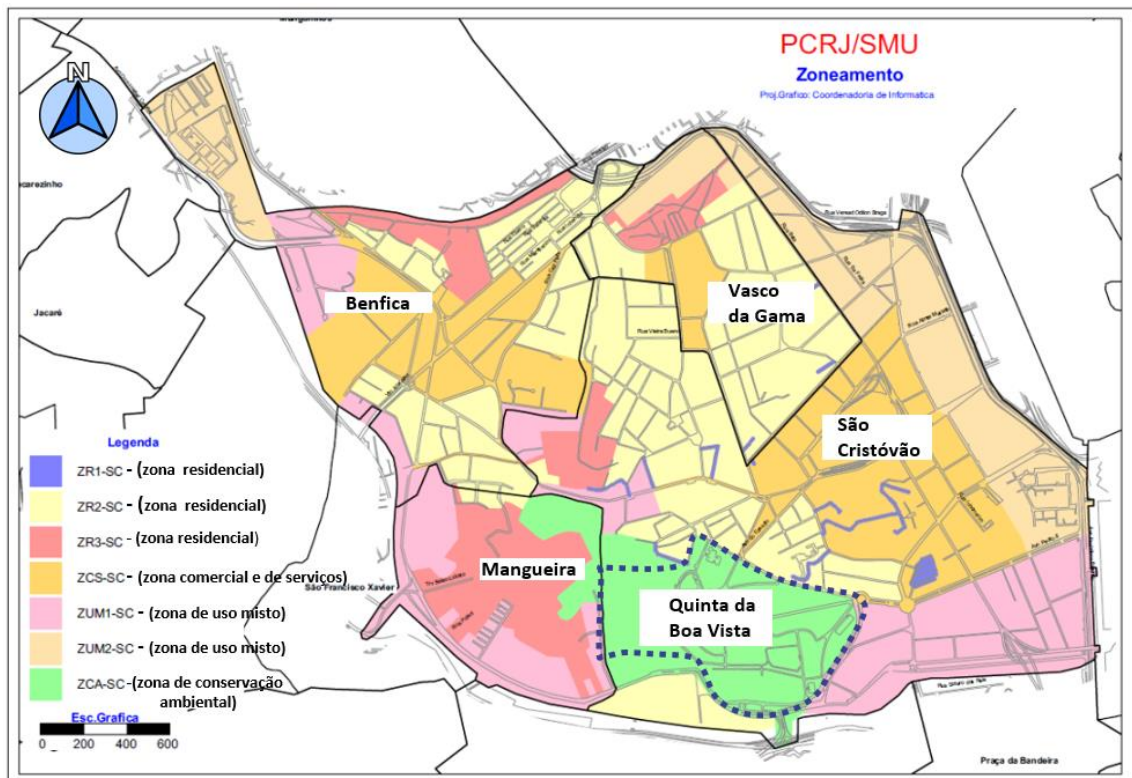 Manguinhos
PCRJ/SMU
Zoneamento
Proj.Grafico: Coordenadoria de Informatica
N
acarezinho
Jacaré
Benfica
Vasco
da Gama
São
Cristóvão
Mangueira
Quinta da
Boa Vista
São Francisco Xavier
Praça da Bandeira
Legenda
ZR1-SC - (zona residencial)
ZR2-SC - (zona residencial)
ZR3-SC - (zona residencial)
ZCS-SC - (zona comercial e de serviços)
ZUM1-SC - (zona de uso misto)
ZUM2-SC - (zona de uso misto)
ZCA-SC -(zona de conservação
ambiental)
Esc.Grafica
0 200 400 600